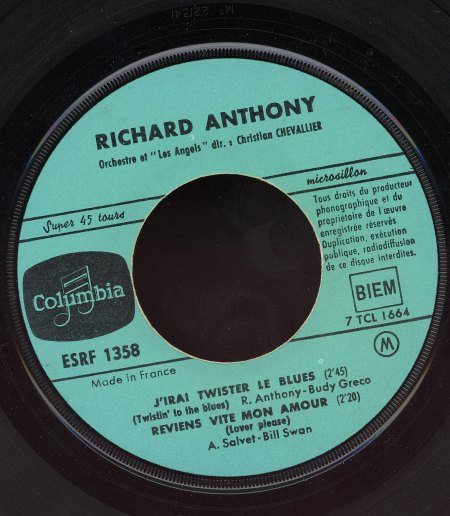 RICHARD ANTHONY
Orchestre et "Les Angels" dir. : Christian CHEVALLIER
Super 45 tours
microsillon
Tous droits du producteur
phonographique et du
propriétaire de l'œuvre
enregistrée réservés
Duplication, exécution
publique, radiodiffusion
de ce disque interdites.
Columbia
BIEM
ESRF 1358
7 TCL 1664
Made in France
M
J'IRAI TWISTER LE BLUES (2'45)
(Twistin' to the blues) R. Anthony-Budy Greco
REVIENS VITE MON AMOUR (2'20)
(Lover please)
A. Salvet-Bill Swan